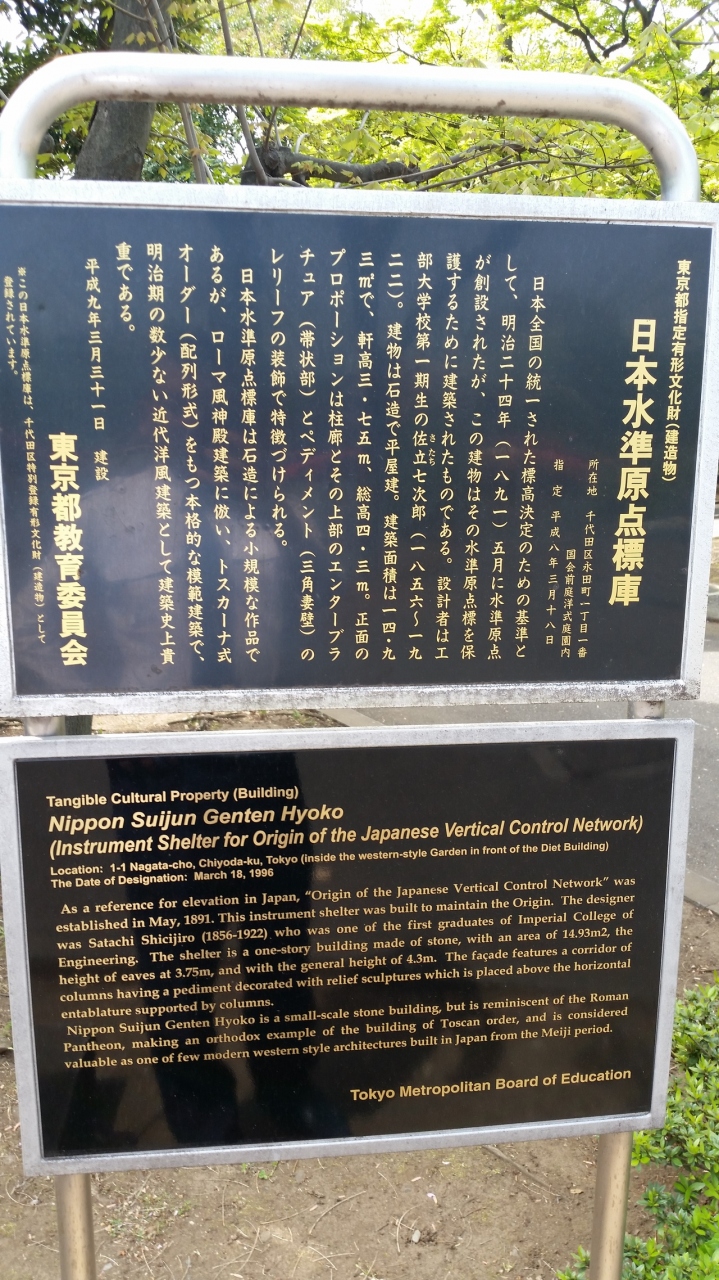 東京都指定有形文化財(建造物)
日本水準原点標庫
所在地 千代田区永田町一丁目一番
国会前庭洋式庭園内
指定 平成八年三月十八日
日本全国の統一された標高決定のための基準と
して、明治二十四年(一八九一)五月に水準原点
が創設されたが、この建物はその水準原点標を保
護するために建築されたものである。設計者は工
部大学校第一期生の佐立七次郎(一八五六〜一九
さたち
二二)。建物は石造で平屋建。建築面積は一四・九
三㎡で、軒高三・七五m、総高四・三m。正面の
プロポーションは柱廊とその上部のエンターブラ
チュア(帯状部)とペディメント(三角妻壁)の
レリーフの装飾で特徴づけられる。
日本水準原点標庫は石造による小規模な作品で
あるが、ローマ風神殿建築に倣い、トスカーナ式
オーダー(配列形式)をもつ本格的な模範建築で、
明治期の数少ない近代洋風建築として建築史上貴
重である。
平成九年三月三十一日 建設
東京都教育委員会
※この日本水準原点標庫は、千代田区特別登録有形文化財(建造物)として
登録されています。
Tangible Cultural Property (Building)
Nippon Suijun Genten Hyoko
(Instrument Shelter for Origin of the Japanese Vertical Control Network)
Location: 1-1 Nagata-cho, Chiyoda-ku, Tokyo (inside the western-style Garden in front of the Diet Building)
The Date of Designation: March 18, 1996
As a reference for elevation in Japan, "Origin of the Japanese Vertical Control Network" was
established in May, 1891. This instrument shelter was built to maintain the Origin. The designer
was Satachi Shicijiro (1856-1922) who was one of the first graduates of Imperial College of
Engineering. The shelter is a one-story building made of stone, with an area of 14.93m2, the
height of eaves at 3.75m, and with the general height of 4.3m. The façade features a corridor of
columns having a pediment decorated with relief sculptures which is placed above the horizontal
entablature supported by columns.
Nippon Suijun Genten Hyoko is a small-scale stone building, but is reminiscent of the Roman
Pantheon, making an orthodox example of the building of Toscan order, and is considered
valuable as one of few modern western style architectures built in Japan from the Meiji period.
Tokyo Metropolitan Board of Education